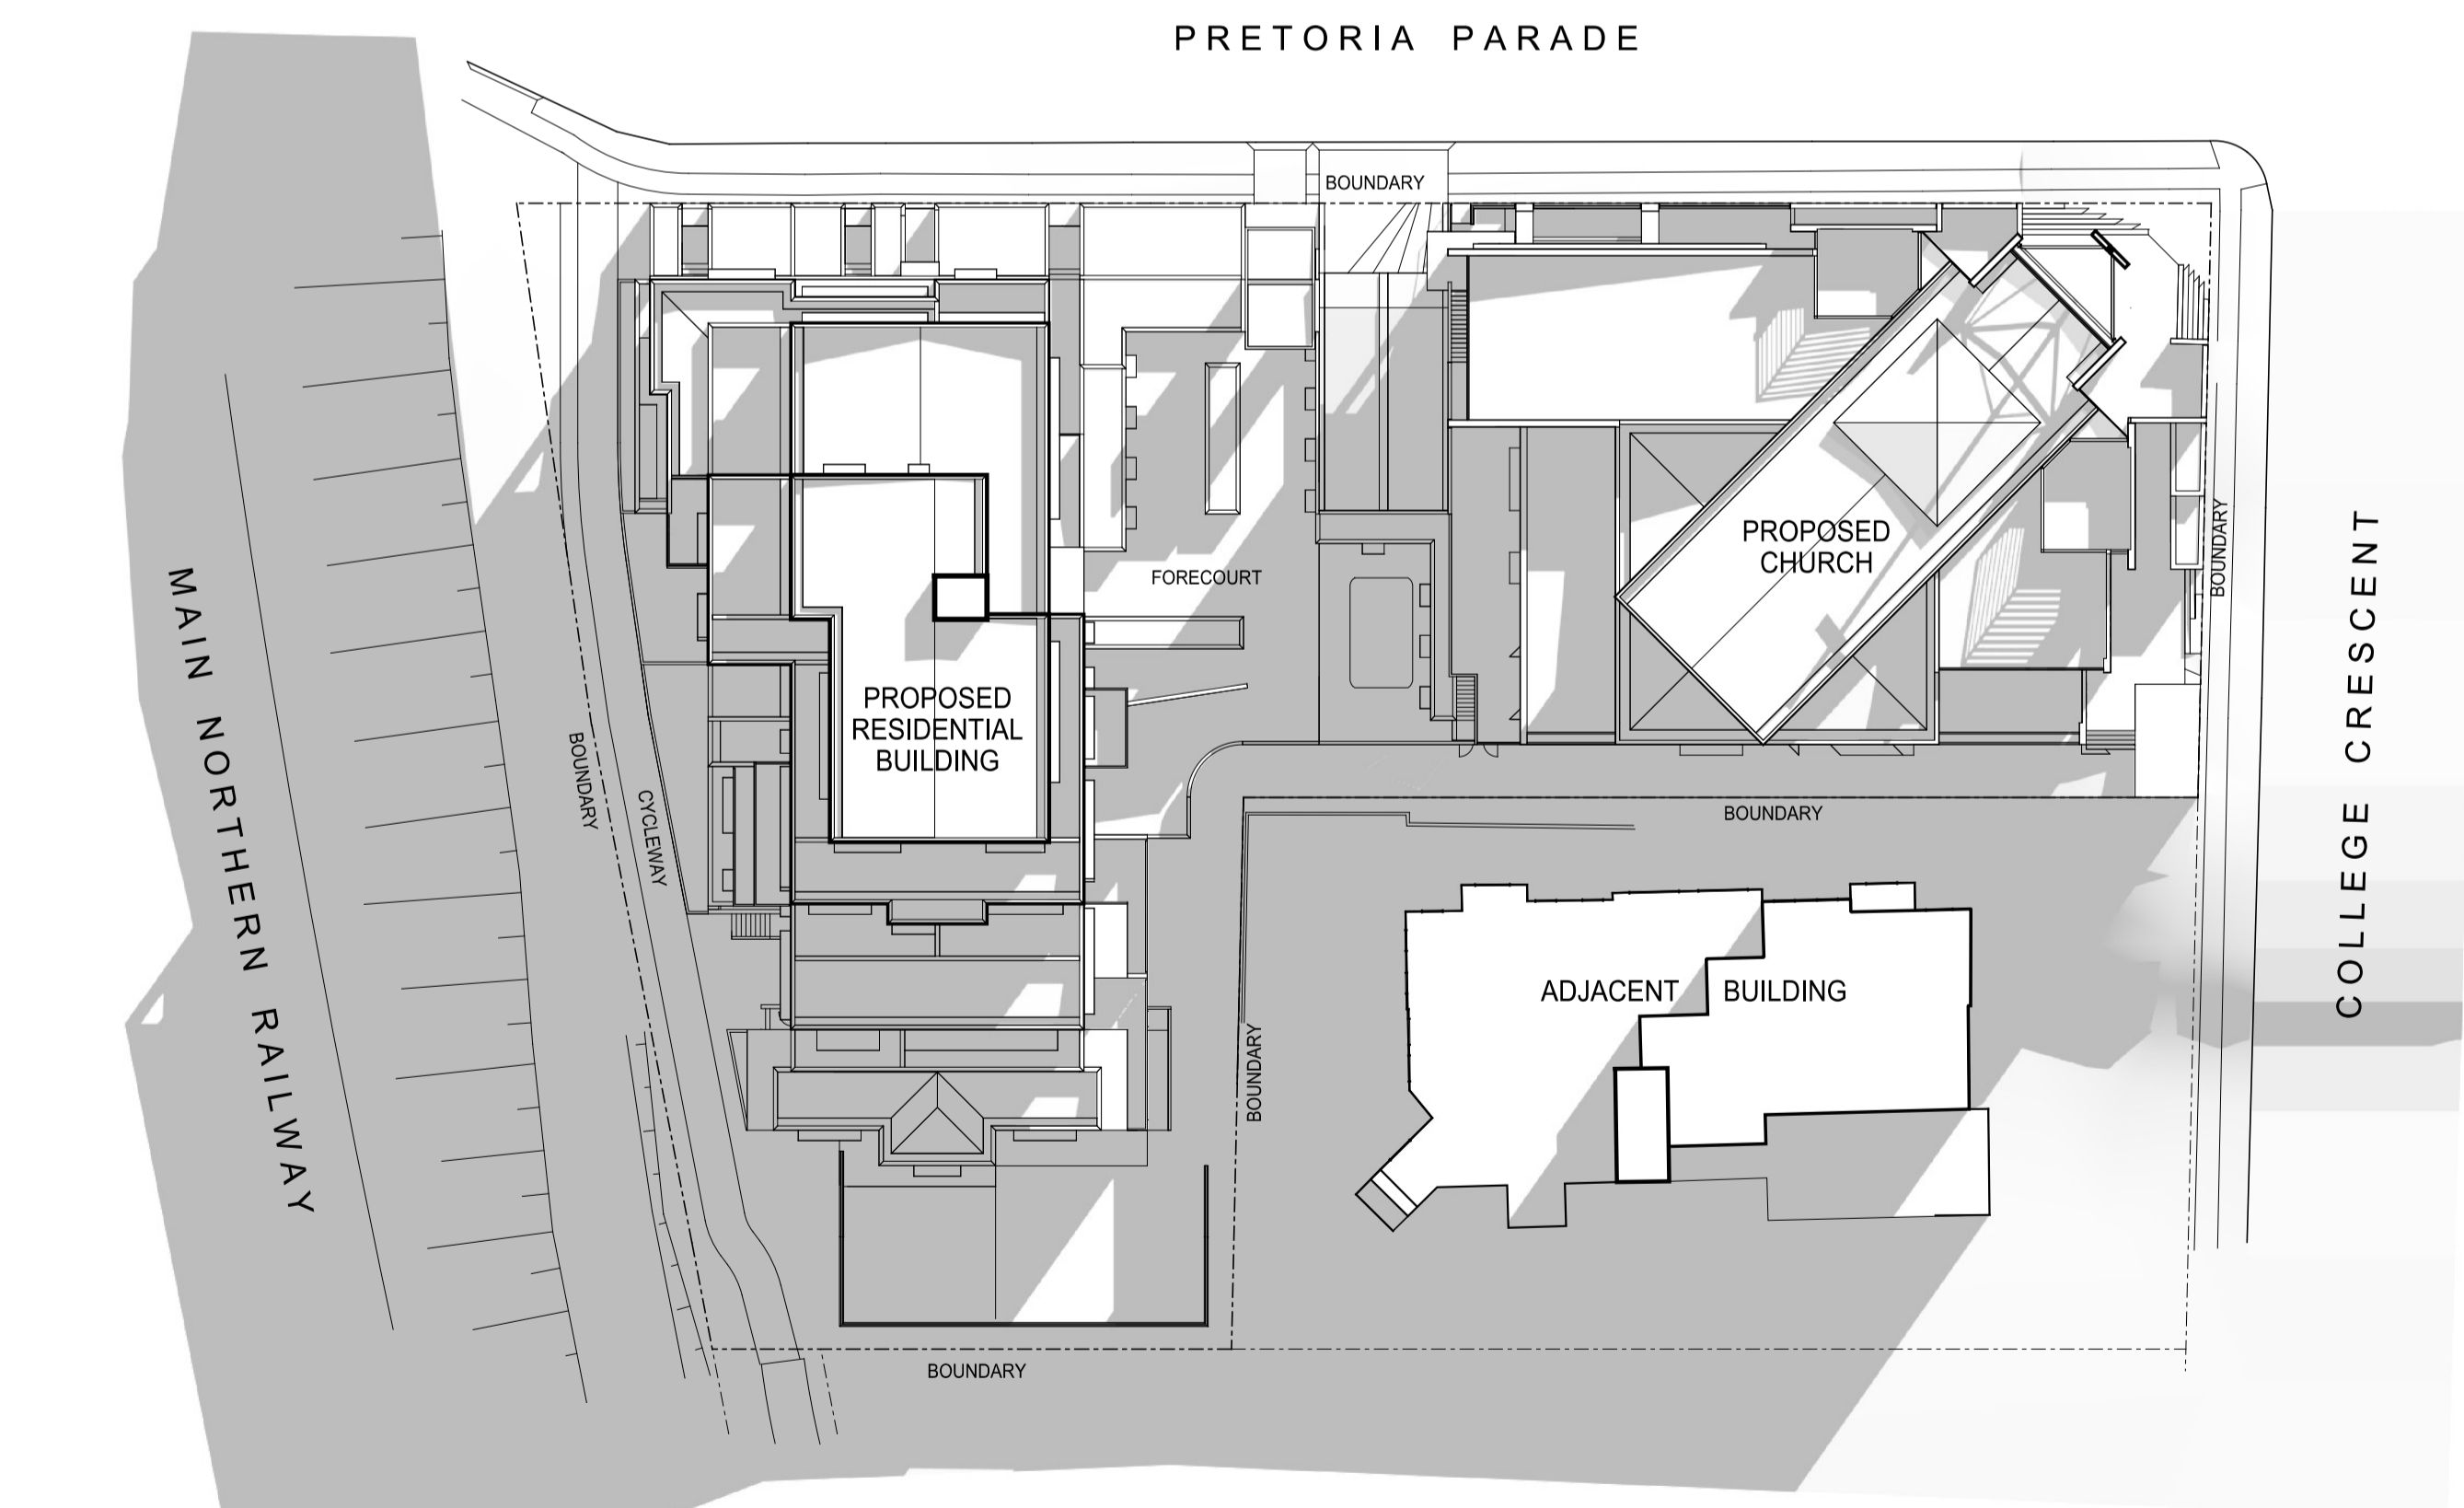 PRETORIA PARADE
BOUNDARY
PROPOSED
CHURCH
BOUNDARY
FORECOURT
COLLEGE CRESCENT
MAIN NORTHERN RAILWAY
PROPOSED
RESIDENTIAL
BUILDING
BOUNDARY
CYCLEWAY
BOUNDARY
ADJACENT BUILDING
BOUNDARY
BOUNDARY